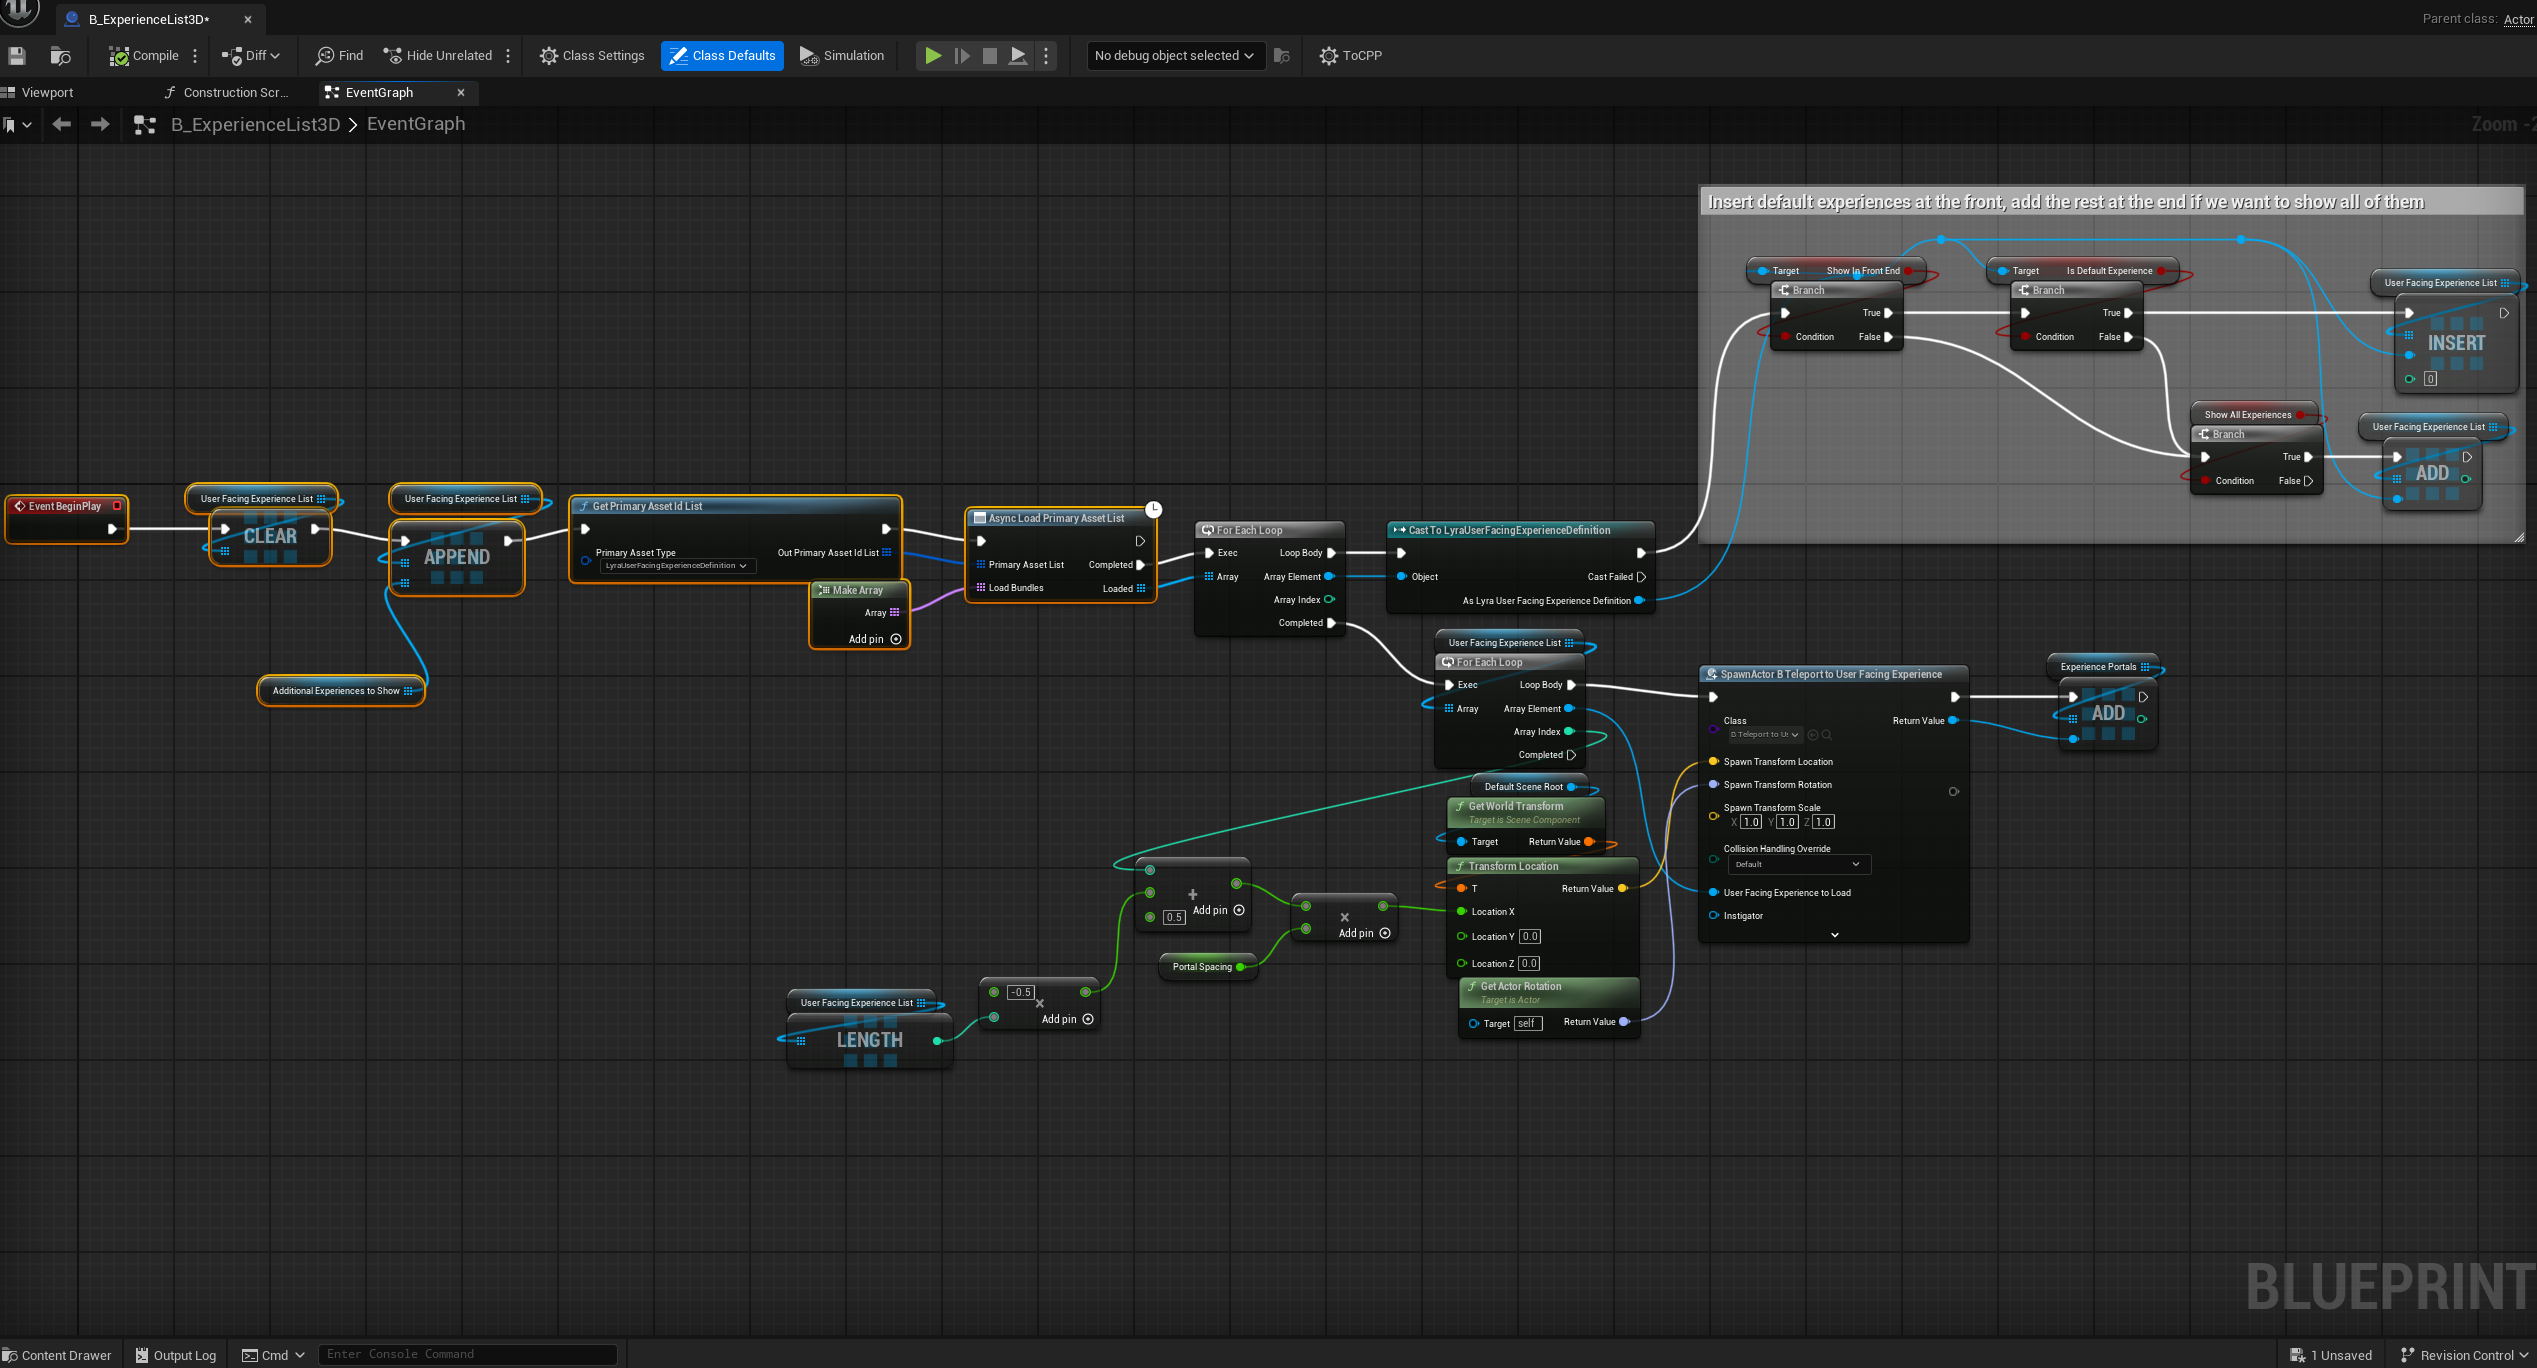 B_ExperienceList3D*
Parent class: Actor
Compile
Diff
Find
Hide Unrelated
Class Settings
Class Defaults
Simulation
No debug object selected
ToCPP
Viewport
Construction Scr...
EventGraph
B_ExperienceList3D > EventGraph
Zoom
Insert default experiences at the front, add the rest at the end if we want to show all of them
Target Show In Front End
Branch
True
Condition False
Target Is Default Experience
Branch
True
Condition False
User Facing Experience List
INSERT
0
Show All Experiences
Branch
True
Condition False
User Facing Experience List
ADD
Event BeginPlay
User Facing Experience List
CLEAR
User Facing Experience List
APPEND
Additional Experiences to Show
Get Primary Asset Id List
Primary Asset Type Out Primary Asset Id List
LyraUserFacingExperienceDefinition
Make Array
Array
Add pin
Async Load Primary Asset List
Primary Asset List Completed
Load Bundles Loaded
For Each Loop
Exec Loop Body
Array Array Element
Array Index
Completed
Cast To LyraUserFacingExperienceDefinition
Object Cast Failed
As Lyra User Facing Experience Definition
User Facing Experience List
For Each Loop
Exec Loop Body
Array Array Element
Array Index
Completed
SpawnActor B Teleport to User Facing Experience
Class Return Value
B Teleport to
Spawn Transform Location
Spawn Transform Rotation
Spawn Transform Scale
X 1.0 Y 1.0 Z 1.0
Collision Handling Override
Default
User Facing Experience to Load
Instigator
Experience Portals
ADD
Default Scene Root
Get World Transform
Target is Scene Component
Target Return Value
Transform Location
T Return Value
Location X
Location Y 0.0
Location Z 0.0
Get Actor Rotation
Target is Actor
Target self Return Value
+
0.5 Add pin
×
Add pin
Portal Spacing
-0.5
×
Add pin
User Facing Experience List
LENGTH
BLUEPRINT
Content Drawer
Output Log
Cmd
Enter Console Command
1 Unsaved
Revision Control